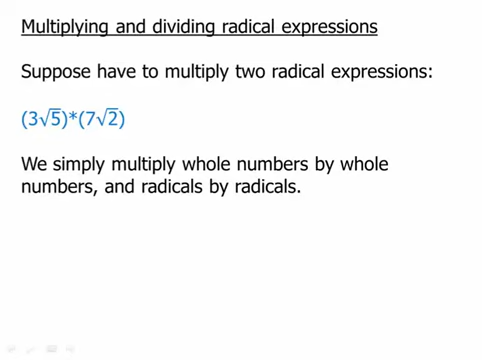 Multiplying and dividing radical expressions
Suppose have to multiply two radical expressions:
(3√5)*(7√2)
We simply multiply whole numbers by whole
numbers, and radicals by radicals.